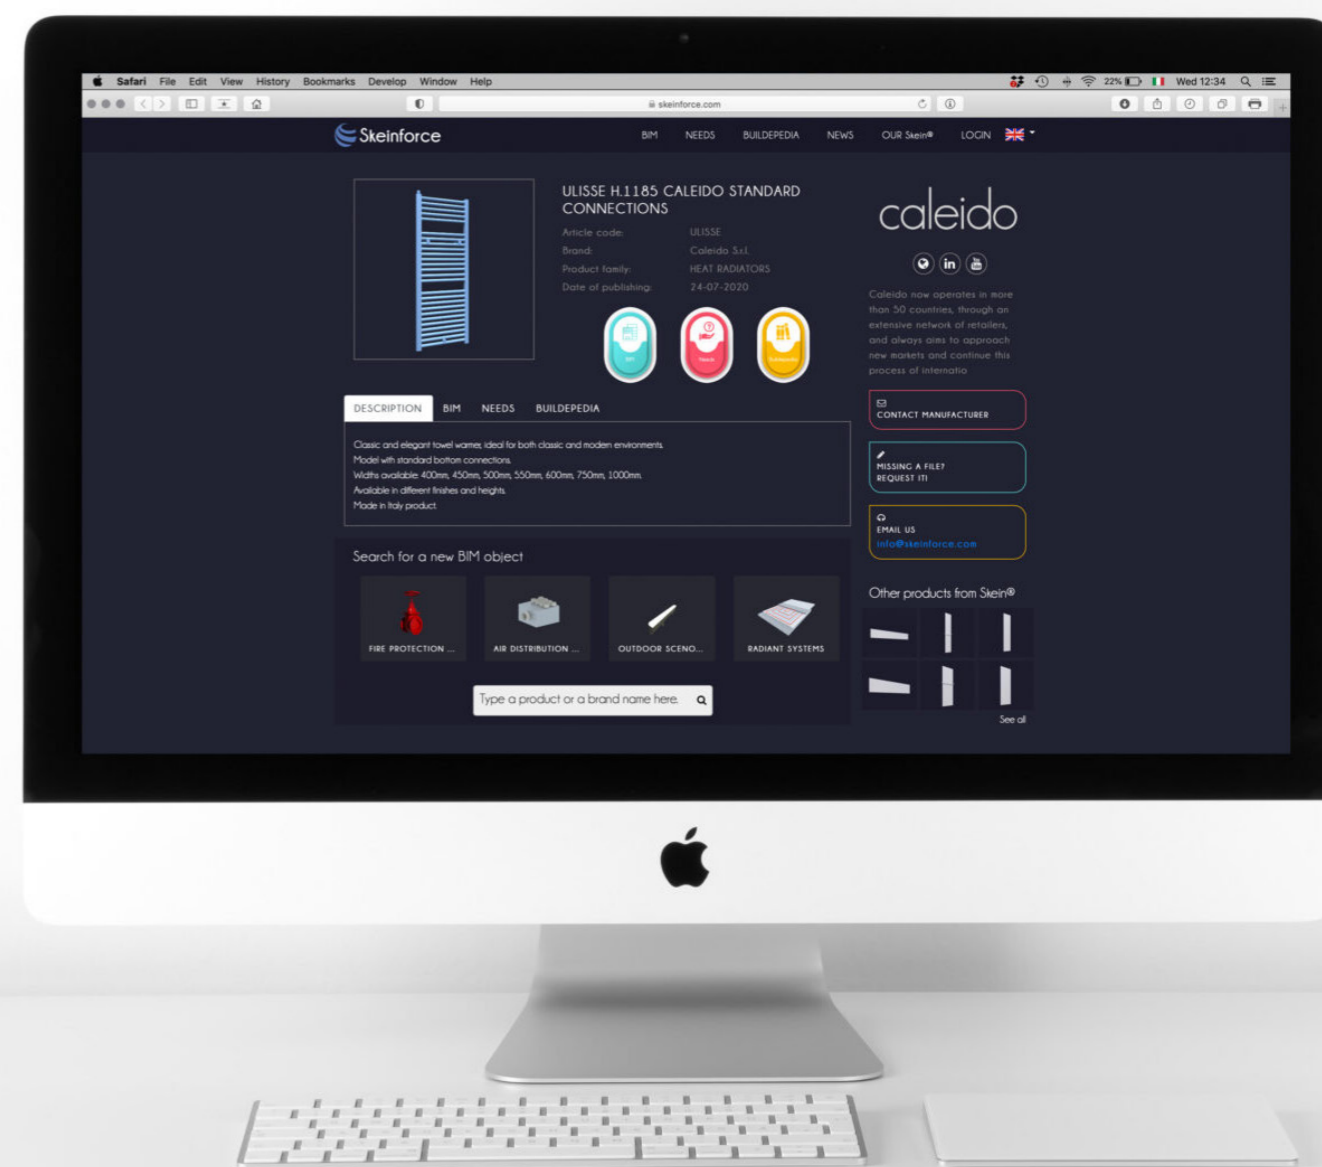 Safari File Edit View History Bookmarks Develop Window Help 22% Wed 12:34
skeinforce.com
Skeinforce BIM NEEDS BUILDEPEDIA NEWS OUR Skein® LOGIN
ULISSE H.1185 CALEIDO STANDARD
CONNECTIONS
Article code: ULISSE
Brand: Caleido S.r.l.
Product family: HEAT RADIATORS
Date of publishing: 24-07-2020
BIM Needs Buildepedia
DESCRIPTION BIM NEEDS BUILDEPEDIA
Classic and elegant towel warmer, ideal for both classic and modern environments.
Model with standard bottom connections.
Widths available: 400mm, 450mm, 500mm, 550mm, 600mm, 750mm, 1000mm.
Available in different finishes and heights.
Made in Italy product.
Search for a new BIM object
FIRE PROTECTION ...
AIR DISTRIBUTION ...
OUTDOOR SCENO...
RADIANT SYSTEMS
Type a product or a brand name here.
caleido
in
You
Caleido now operates in more
than 50 countries, through an
extensive network of retailers,
and always aims to approach
new markets and continue this
process of internatio
CONTACT MANUFACTURER
MISSING A FILE?
REQUEST IT!
EMAIL US
info@skeinforce.com
Other products from Skein®
See all